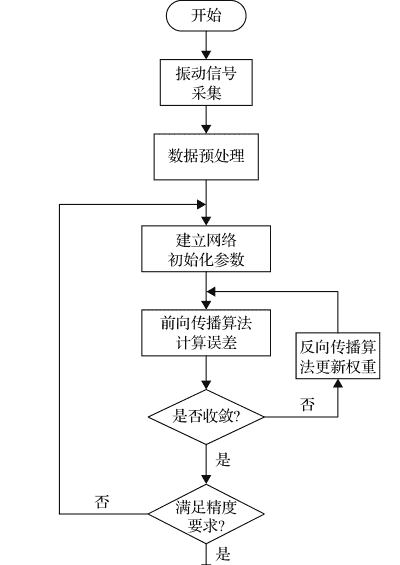 开始
振动信号
采集
数据预处理
建立网络
初始化参数
前向传播算法
计算误差
反向传播算
法更新权重
是否收敛?
否
是
满足精度
要求?
否
是